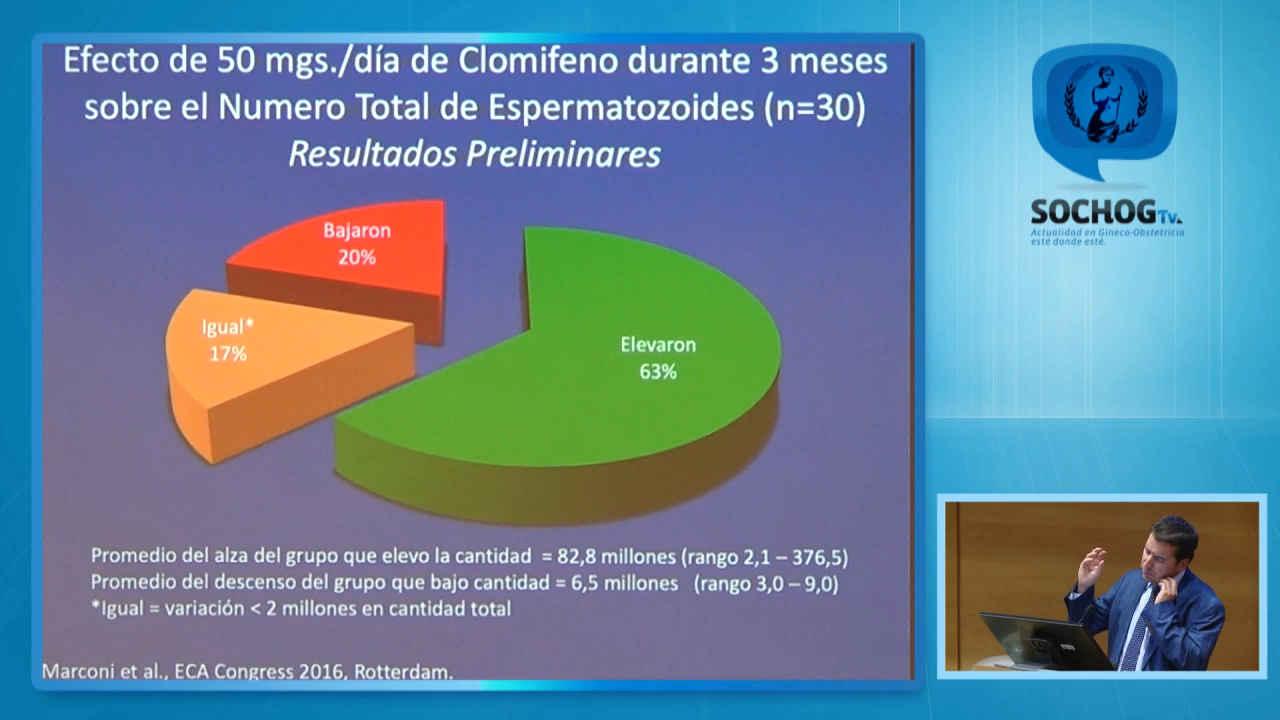 Efecto de 50 mgs./día de Clomifeno durante 3 meses
sobre el Numero Total de Espermatozoides (n=30)
Resultados Preliminares
Bajaron
20%
Igual*
17%
Elevaron
63%
Promedio del alza del grupo que elevo la cantidad = 82,8 millones (rango 2,1 – 376,5)
Promedio del descenso del grupo que bajo cantidad = 6,5 millones (rango 3,0 – 9,0)
*Igual = variación < 2 millones en cantidad total
Marconi et al., ECA Congress 2016, Rotterdam.
SOCHOG Tv.
Actualidad en Gineco-Obstetricia
esté donde esté.